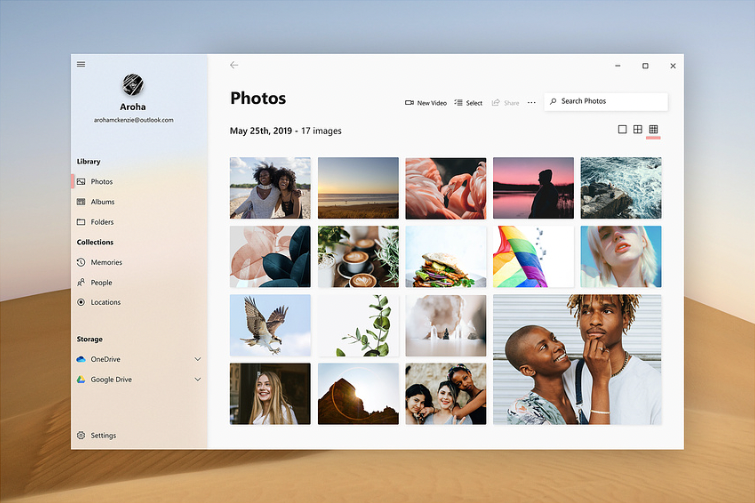 Aroha
arohamckenzie@outlook.com
Library
Photos
Albums
Folders
Collections
Memories
People
Locations
Storage
OneDrive
Google Drive
Settings
Photos
New Video
Select
Share
Search Photos
May 25th, 2019 • 17 images